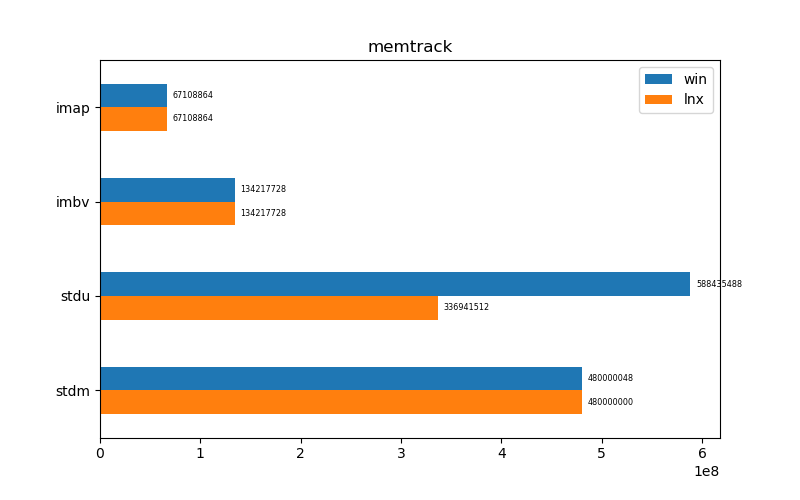 memtrack
win
lnx
imap
67108864
67108864
imbv
134217728
134217728
stdu
588435488
336941512
stdm
480000048
480000000
0 1 2 3 4 5 6
1e8